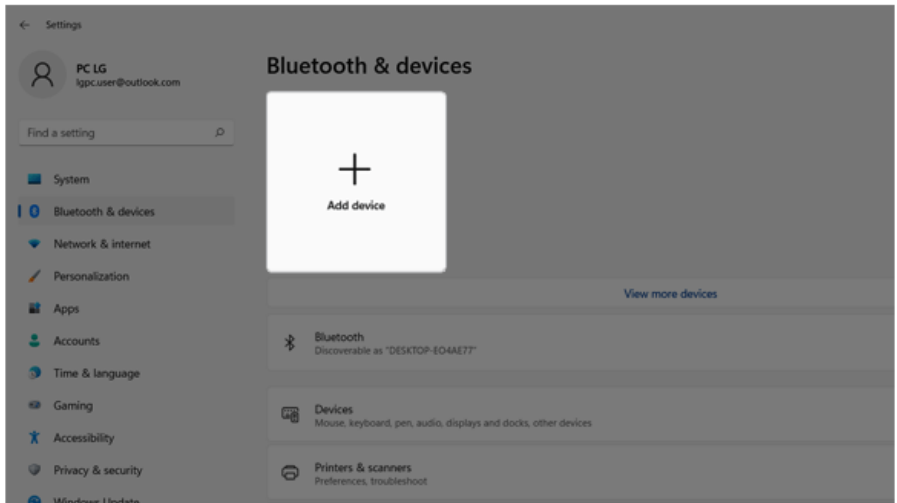 Settings
PC LG
lgpc.user@outlook.com
Find a setting
System
Bluetooth & devices
Network & internet
Personalization
Apps
Accounts
Time & language
Gaming
Accessibility
Privacy & security
Windows Update
Bluetooth & devices
Add device
View more devices
Bluetooth
Discoverable as "DESKTOP-EO4AE77"
Devices
Mouse, keyboard, pen, audio, displays and docks, other devices
Printers & scanners
Preferences, troubleshoot